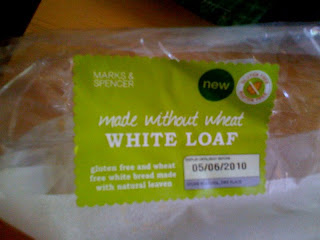 MARKS &
SPENCER
new
made without wheat
WHITE LOAF
gluten free and wheat
free white bread made
with natural leaven
05/06/2010